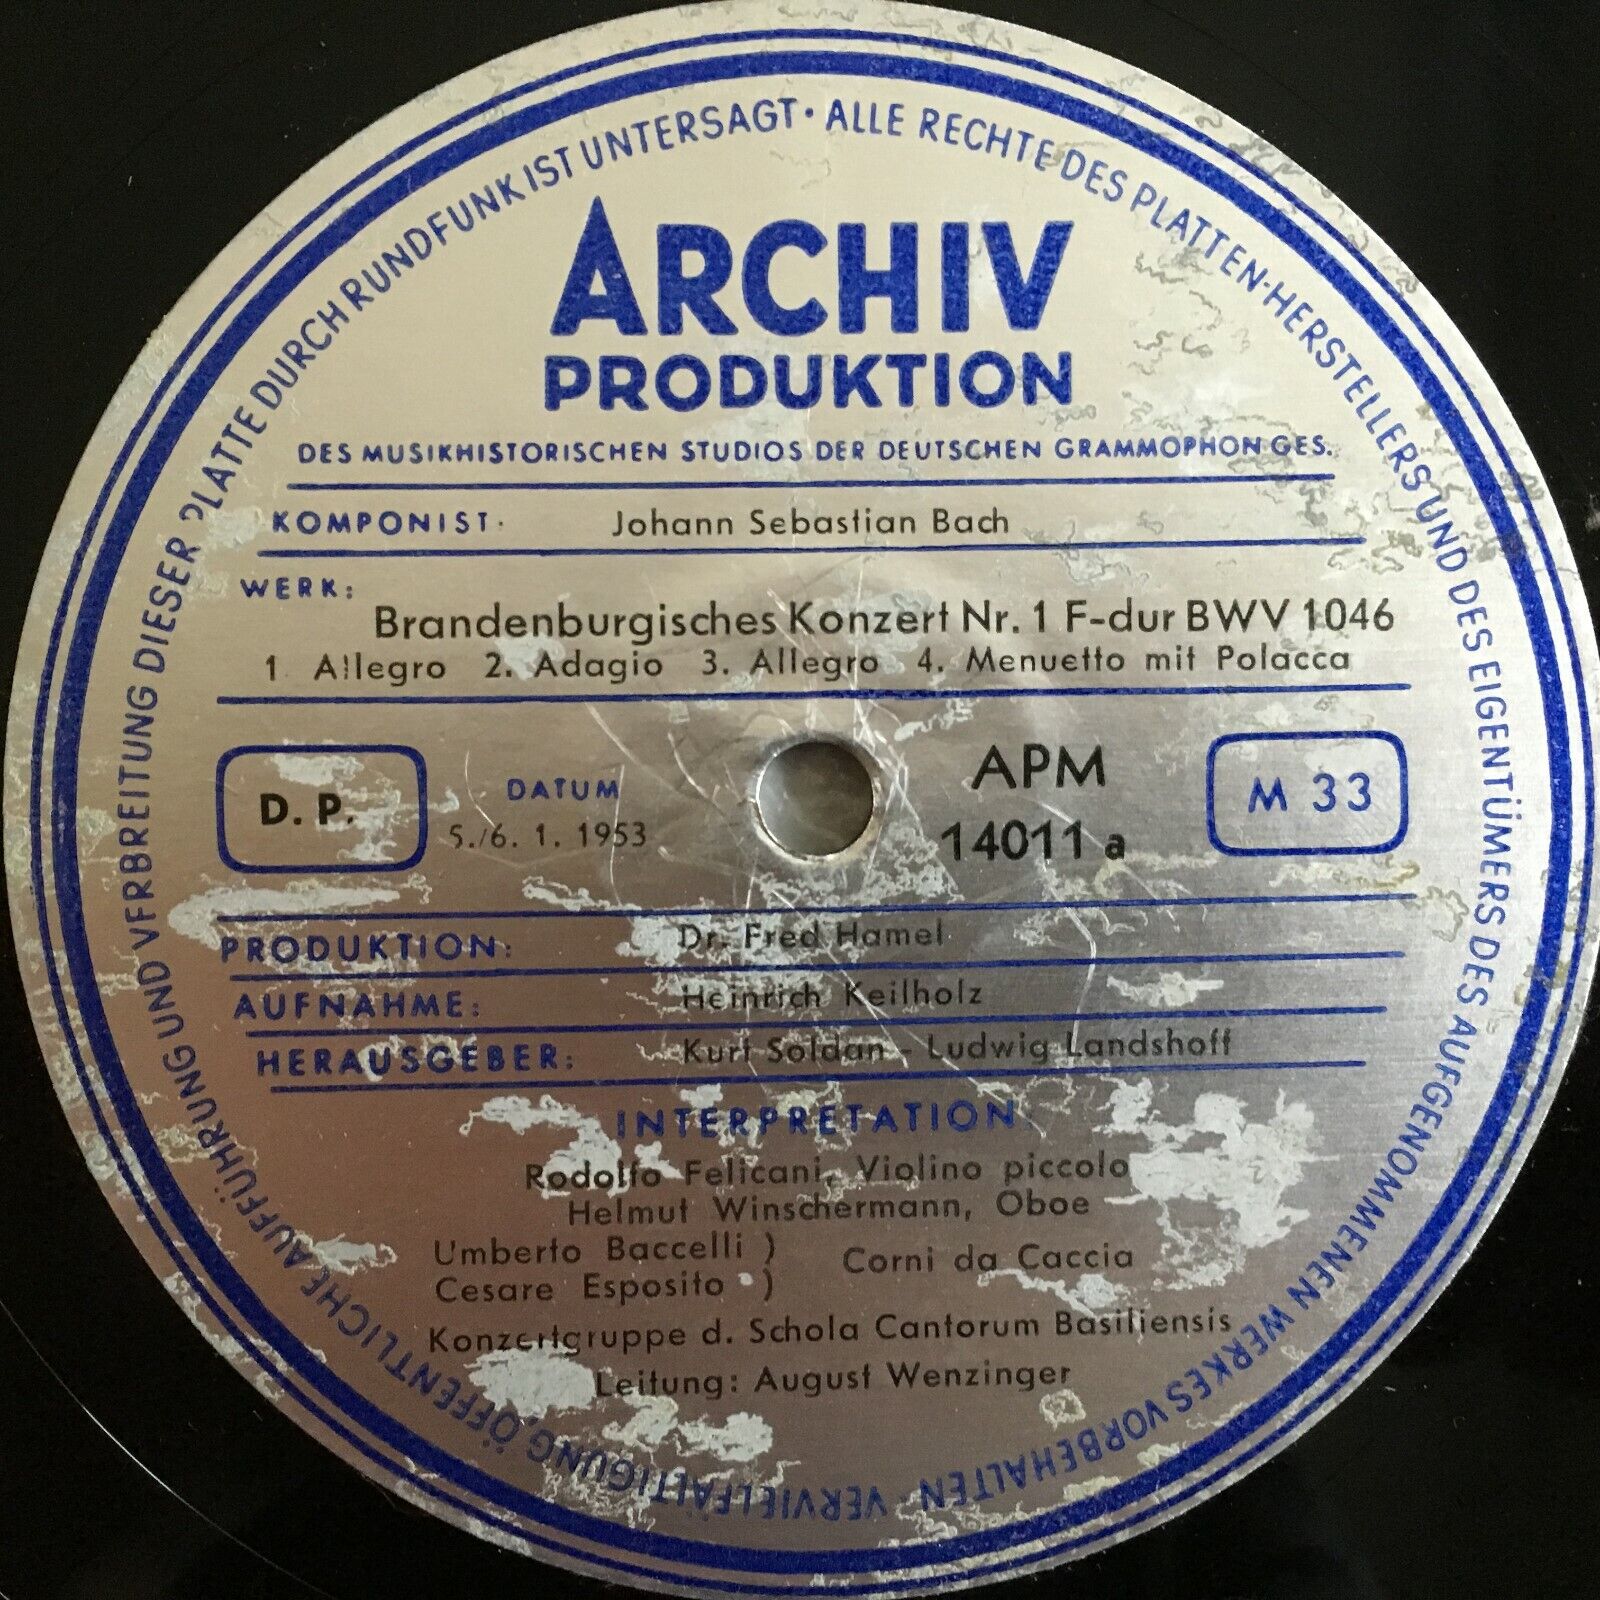 ALLE RECHTE DES PLATTEN-HERSTELLERS UND DES EIGENTÜMERS DES AUFGENOMMENEN WERKES VORBEHALTEN · VERVIELFÄLTIGUNG, ÖFFENTLICHE AUFFÜHRUNG UND VERBREITUNG DIESER PLATTE DURCH RUNDFUNK IST UNTERSAGT ·
ARCHIV
PRODUKTION
DES MUSIKHISTORISCHEN STUDIOS DER DEUTSCHEN GRAMMOPHON GES.
KOMPONIST: Johann Sebastian Bach
WERK:
Brandenburgisches Konzert Nr. 1 F-dur BWV 1046
1 Allegro 2. Adagio 3. Allegro 4. Menuetto mit Polacca
D. P.
DATUM
5./6. 1. 1953
APM
14011 a
M 33
PRODUKTION: Dr. Fred Hamel
AUFNAHME: Heinrich Keilholz
HERAUSGEBER: Kurt Soldan - Ludwig Landshoff
INTERPRETATION:
Rodolfo Felicani, Violino piccolo
Helmut Winschermann, Oboe
Umberto Baccelli )
Cesare Esposito )
Corni da Caccia
Konzertgruppe d. Schola Cantorum Basiliensis
Leitung: August Wenzinger